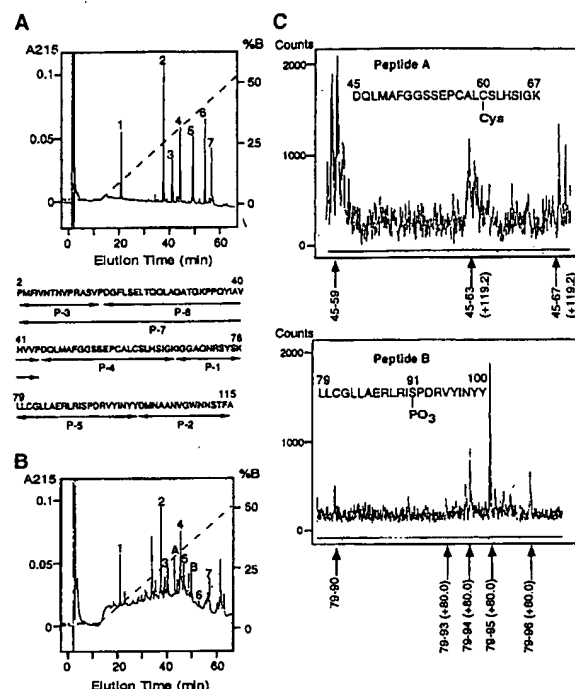 A
A215
%B
0.1
0.05
0
50
25
0
1
2
3
4
5
6
7
0 20 40 60
Elution Time (min)
2 40
PMFIVNTNVPRASVPDGFLSELTQQLAQATGKPPQYIAV
P-3 P-6
P-7
41 78
HVVPDQLMAFGGSSEPCALCSLHSIGKIGGAQNRSYSK
P-4 P-1
79 115
LLCGLLAERLRISPDRVYINYYDMNAANVGWNNSTFA
P-5 P-2
B
A215
%B
0.1
0.05
0
50
25
0
1
2
3
A
4
5
B
6
7
0 20 40 60
Elution Time (min)
C
Counts
Peptide A
2000
1000
0
45 60 67
DQLMAFGGSSEPCALCSLHSIGK
Cys
45-59
45-63 (+119.2)
45-67 (+119.2)
Counts
Peptide B
2000
1000
0
79 91 100
LLCGLLAERLRISPDRVYINYY
PO3
79-90
79-93 (+80.0)
79-94 (+80.0)
79-95 (+80.0)
79-96 (+80.0)